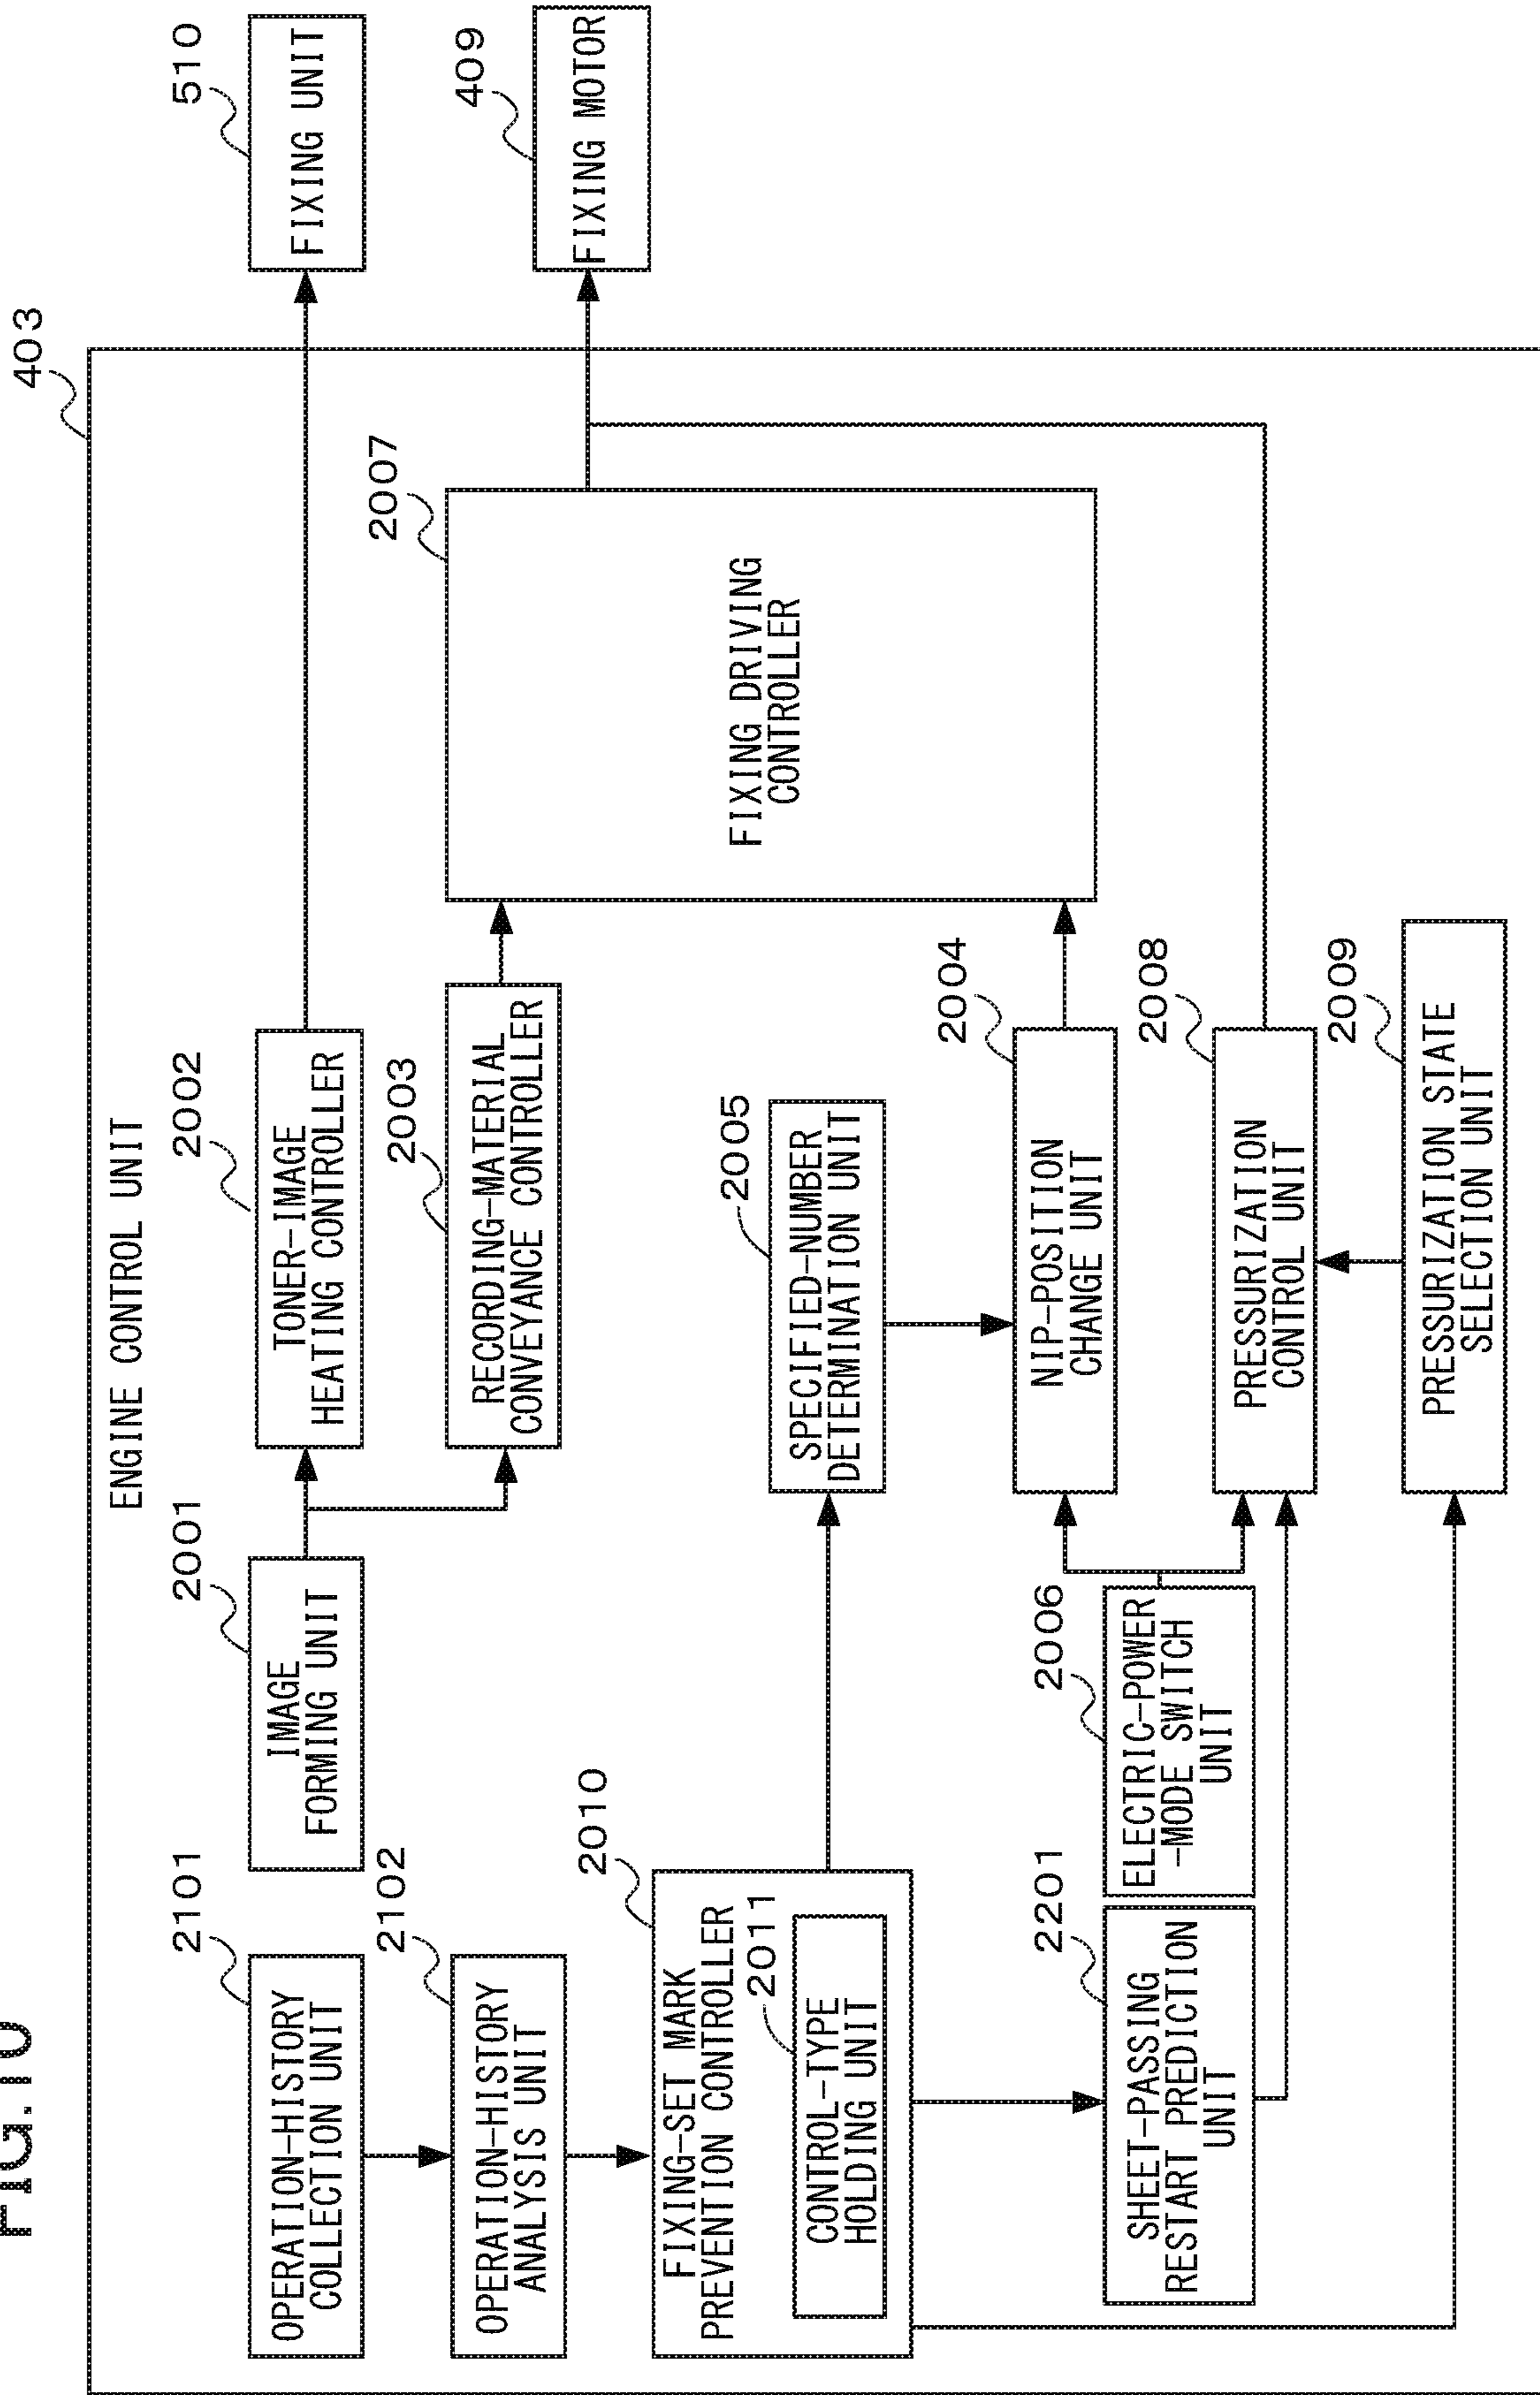 FIG. 10
403
ENGINE CONTROL UNIT
2101
OPERATION-HISTORY
COLLECTION UNIT
2001
IMAGE
FORMING UNIT
2002
TONER-IMAGE
HEATING CONTROLLER
510
FIXING UNIT
2102
OPERATION-HISTORY
ANALYSIS UNIT
2003
RECORDING-MATERIAL
CONVEYANCE CONTROLLER
2007
FIXING DRIVING
CONTROLLER
409
FIXING MOTOR
2010
FIXING-SET MARK
PREVENTION CONTROLLER
2011
CONTROL-TYPE
HOLDING UNIT
2005
SPECIFIED-NUMBER
DETERMINATION UNIT
2004
NIP-POSITION
CHANGE UNIT
2201
SHEET-PASSING
RESTART PREDICTION
UNIT
2006
ELECTRIC-POWER
-MODE SWITCH
UNIT
2008
PRESSURIZATION
CONTROL UNIT
2009
PRESSURIZATION STATE
SELECTION UNIT